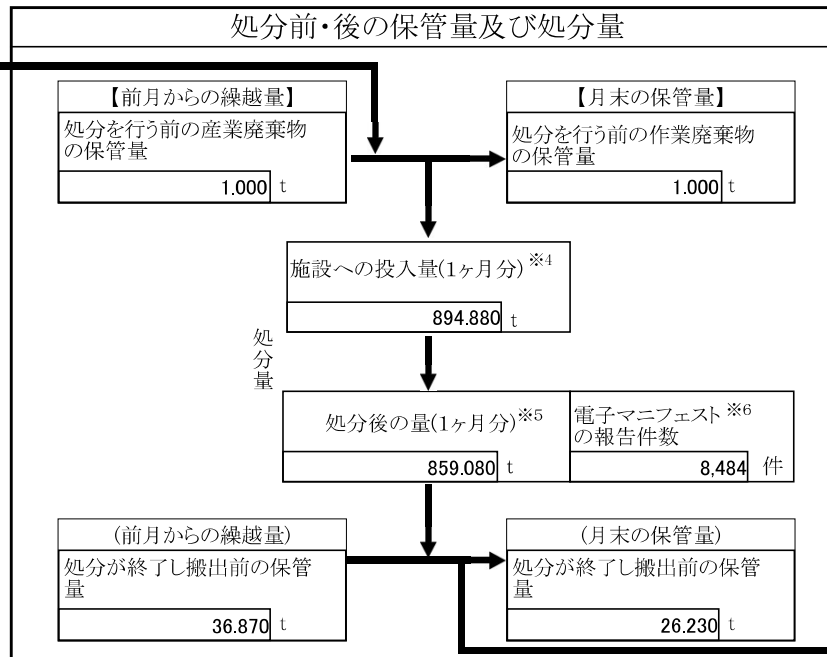 処分前・後の保管量及び処分量
【前月からの繰越量】
処分を行う前の産業廃棄物
の保管量
1.000 t
【月末の保管量】
処分を行う前の作業廃棄物
の保管量
1.000 t
施設への投入量(1ヶ月分)※4
894.880 t
処分量
処分後の量(1ヶ月分)※5
859.080 t
電子マニフェスト※6
の報告件数
8,484 件
(前月からの繰越量)
処分が終了し搬出前の保管
量
36.870 t
(月末の保管量)
処分が終了し搬出前の保管
量
26.230 t